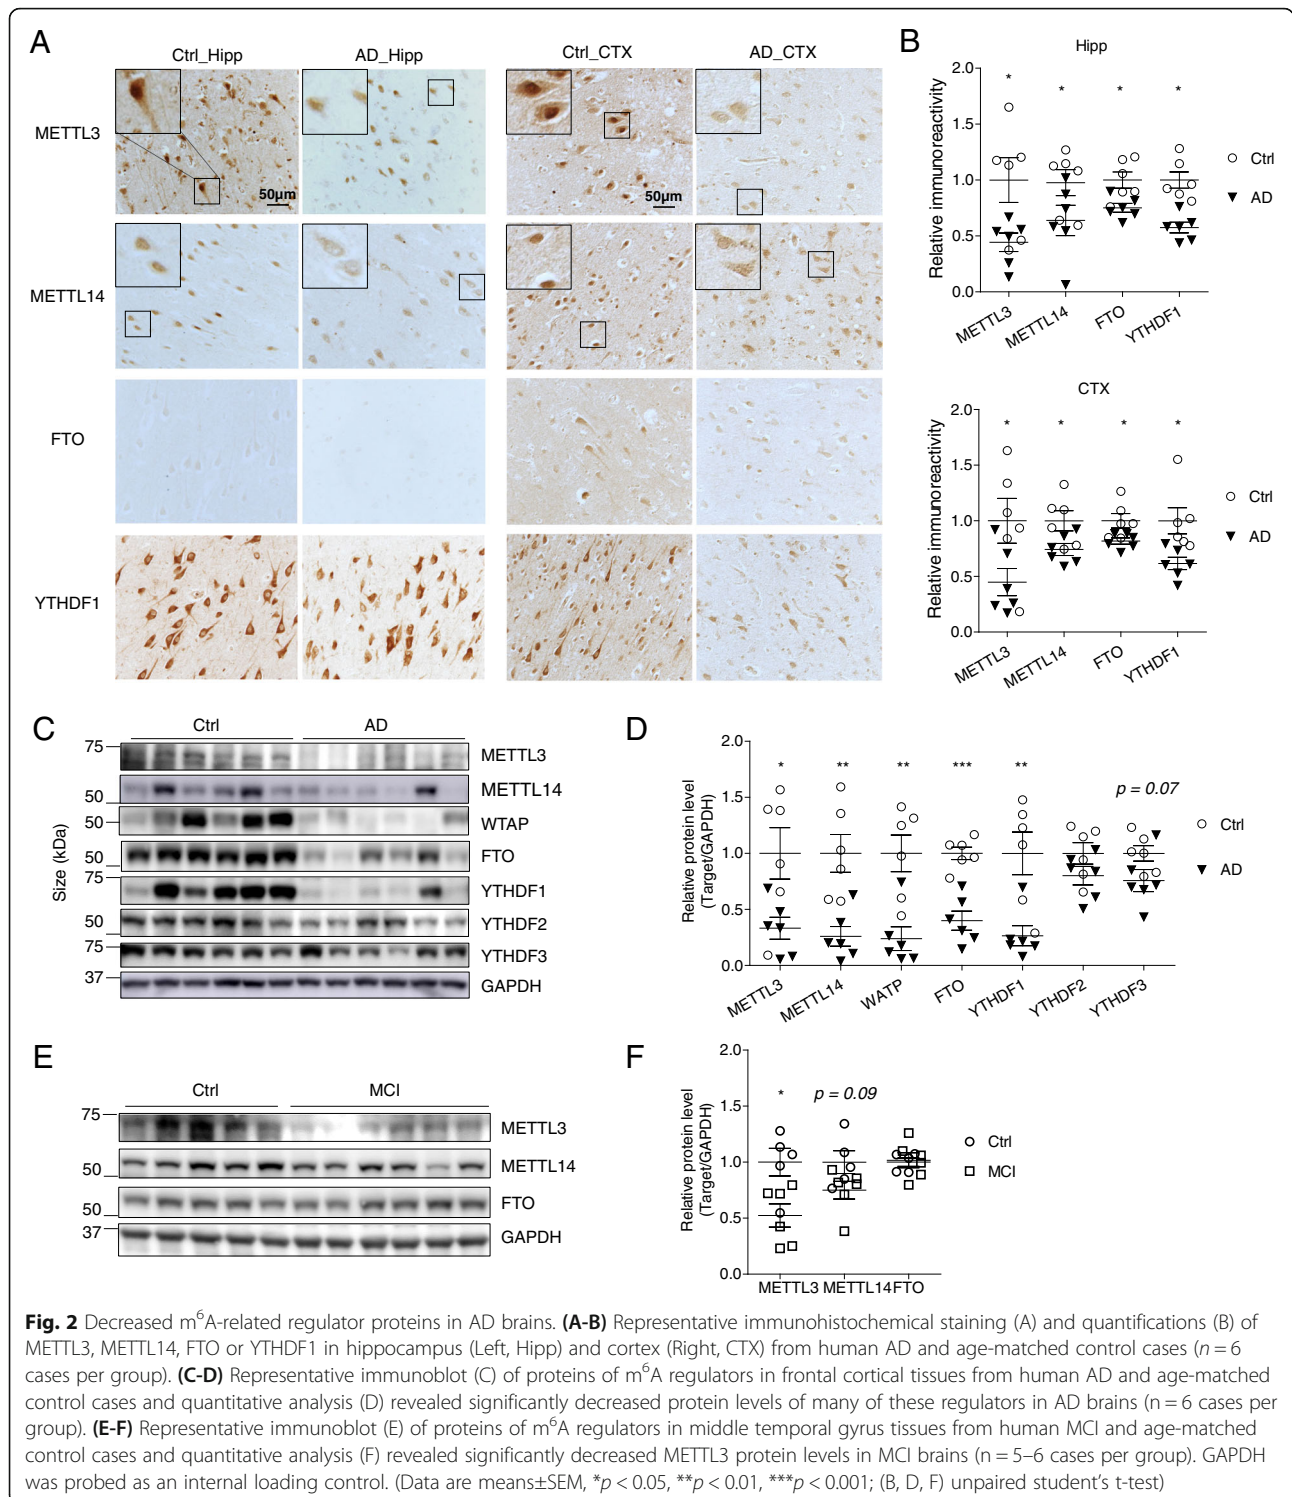 A
Ctrl_Hipp
AD_Hipp
Ctrl_CTX
AD_CTX
METTL3
50µm
50µm
METTL14
FTO
YTHDF1
B
Hipp
Relative immunoreactivity
2.0
1.5
1.0
0.5
0.0
*
*
*
*
Ctrl
AD
METTL3
METTL14
FTO
YTHDF1
CTX
Relative immunoreactivity
2.0
1.5
1.0
0.5
0.0
*
*
*
*
Ctrl
AD
METTL3
METTL14
FTO
YTHDF1
C
Ctrl
AD
Size (kDa)
75
METTL3
50
METTL14
50
WTAP
50
FTO
75
YTHDF1
50
YTHDF2
75
YTHDF3
37
GAPDH
D
Relative protein level
(Target/GAPDH)
2.0
1.5
1.0
0.5
0.0
*
**
**
***
**
p = 0.07
Ctrl
AD
METTL3
METTL14
WATP
FTO
YTHDF1
YTHDF2
YTHDF3
E
Ctrl
MCI
75
METTL3
50
METTL14
50
FTO
37
GAPDH
F
Relative protein level
(Target/GAPDH)
2.0
1.5
1.0
0.5
0.0
*
p = 0.09
Ctrl
MCI
METTL3
METTL14
FTO
Fig. 2 Decreased m⁶A-related regulator proteins in AD brains. (A-B) Representative immunohistochemical staining (A) and quantifications (B) of
METTL3, METTL14, FTO or YTHDF1 in hippocampus (Left, Hipp) and cortex (Right, CTX) from human AD and age-matched control cases (n = 6
cases per group). (C-D) Representative immunoblot (C) of proteins of m⁶A regulators in frontal cortical tissues from human AD and age-matched
control cases and quantitative analysis (D) revealed significantly decreased protein levels of many of these regulators in AD brains (n = 6 cases per
group). (E-F) Representative immunoblot (E) of proteins of m⁶A regulators in middle temporal gyrus tissues from human MCI and age-matched
control cases and quantitative analysis (F) revealed significantly decreased METTL3 protein levels in MCI brains (n = 5–6 cases per group). GAPDH
was probed as an internal loading control. (Data are means±SEM, *p < 0.05, **p < 0.01, ***p < 0.001; (B, D, F) unpaired student's t-test)